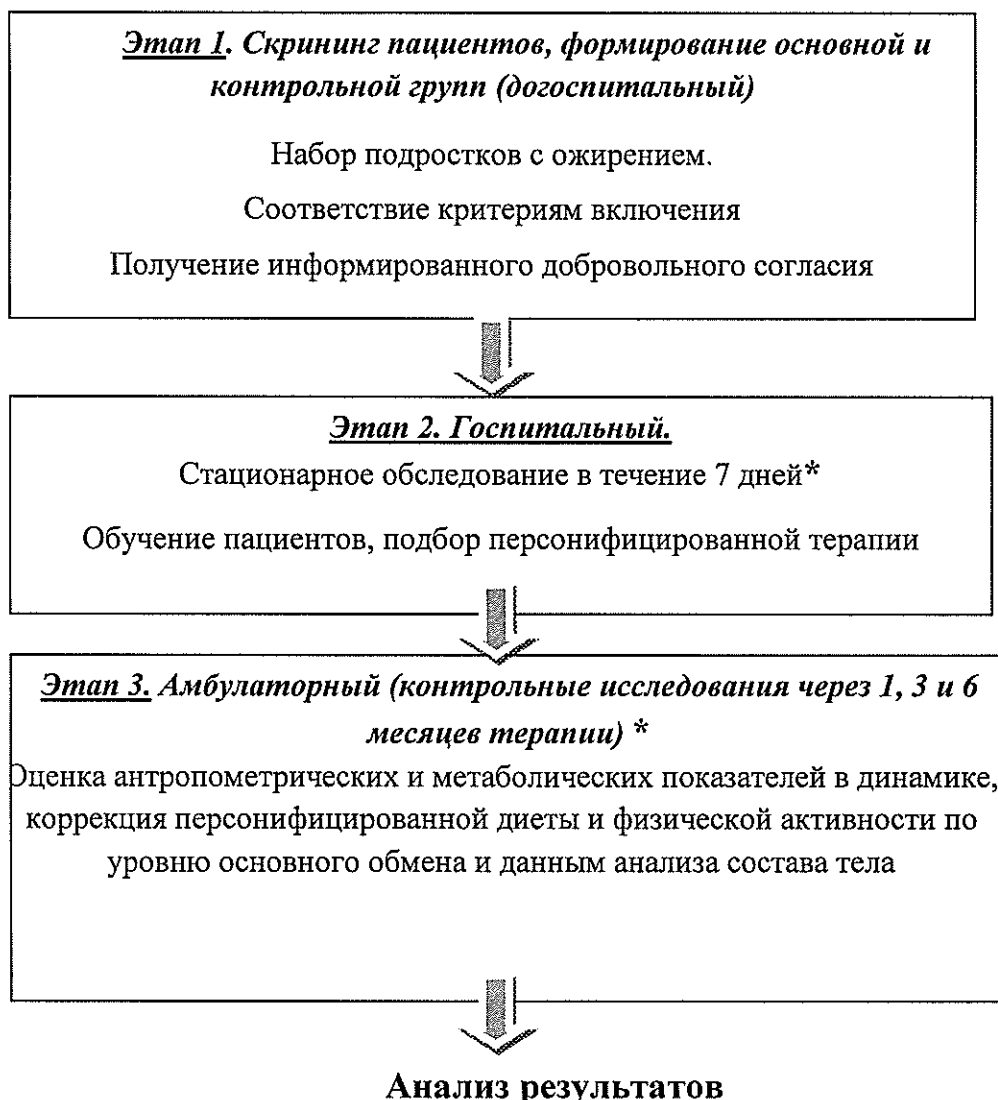 Этап 1. Скрининг пациентов, формирование основной и
контрольной групп (догоспитальный)
Набор подростков с ожирением.
Соответствие критериям включения
Получение информированного добровольного согласия
Этап 2. Госпитальный.
Стационарное обследование в течение 7 дней*
Обучение пациентов, подбор персонифицированной терапии
Этап 3. Амбулаторный (контрольные исследования через 1, 3 и 6
месяцев терапии) *
Оценка антропометрических и метаболических показателей в динамике,
коррекция персонифицированной диеты и физической активности по
уровню основного обмена и данным анализа состава тела
Анализ результатов